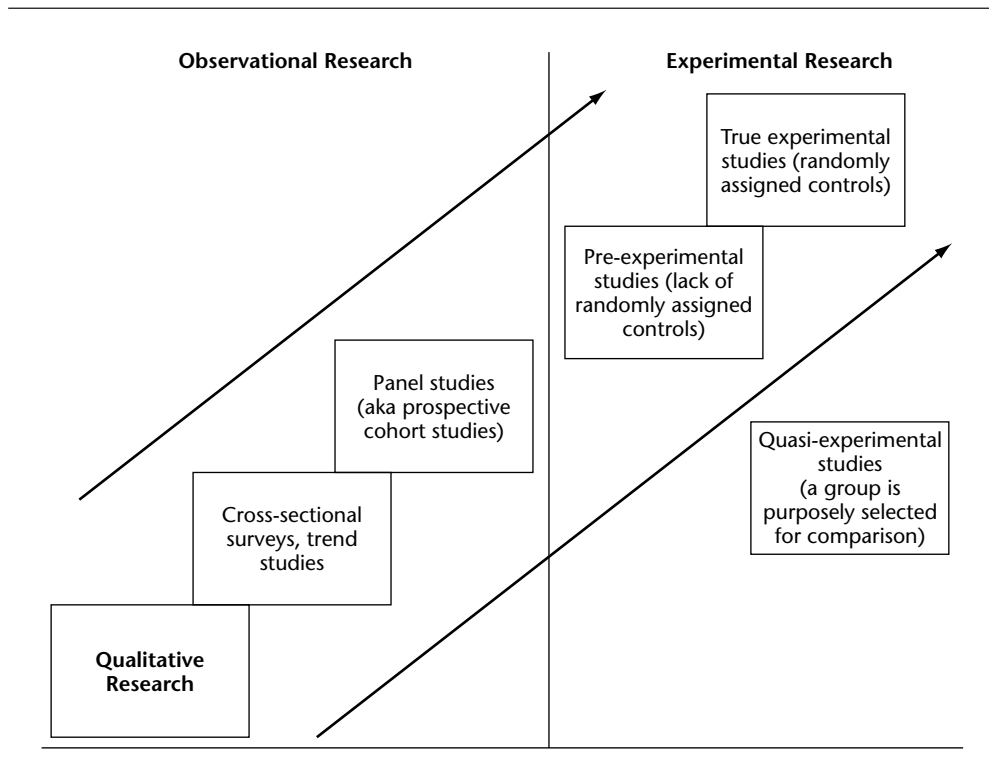 Observational Research
Experimental Research
True experimental
studies (randomly
assigned controls)
Pre-experimental
studies (lack of
randomly assigned
controls)
Panel studies
(aka prospective
cohort studies)
Quasi-experimental
studies
(a group is
purposely selected
for comparison)
Cross-sectional
surveys, trend
studies
Qualitative
Research